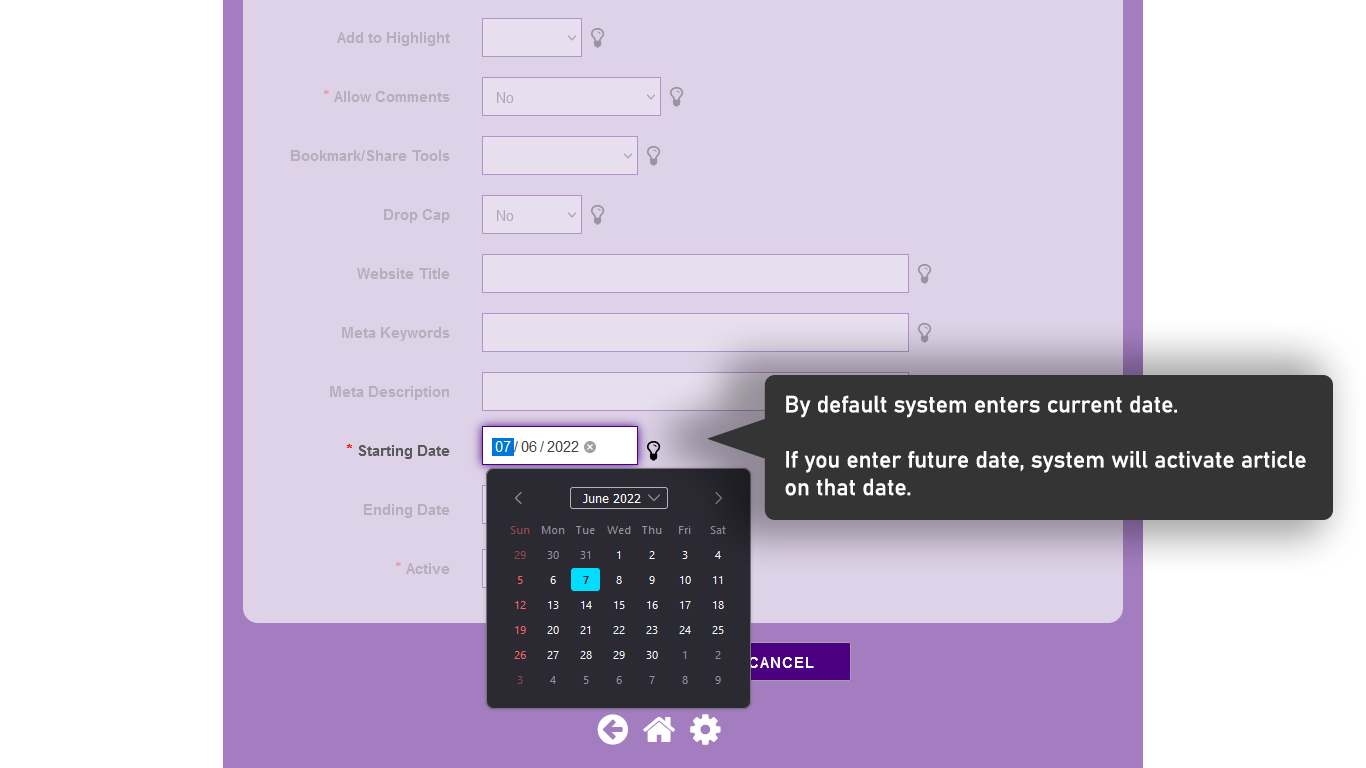 Add to Highlight
* Allow Comments No
Bookmark/Share Tools
Drop Cap No
Website Title
Meta Keywords
Meta Description
By default system enters current date.
If you enter future date, system will activate article
on that date.
* Starting Date 07/06/2022
June 2022
Sun Mon Tue Wed Thu Fri Sat
29 30 31 1 2 3 4
5 6 7 8 9 10 11
12 13 14 15 16 17 18
19 20 21 22 23 24 25
26 27 28 29 30 1 2
3 4 5 6 7 8 9
Ending Date
* Active
CANCEL